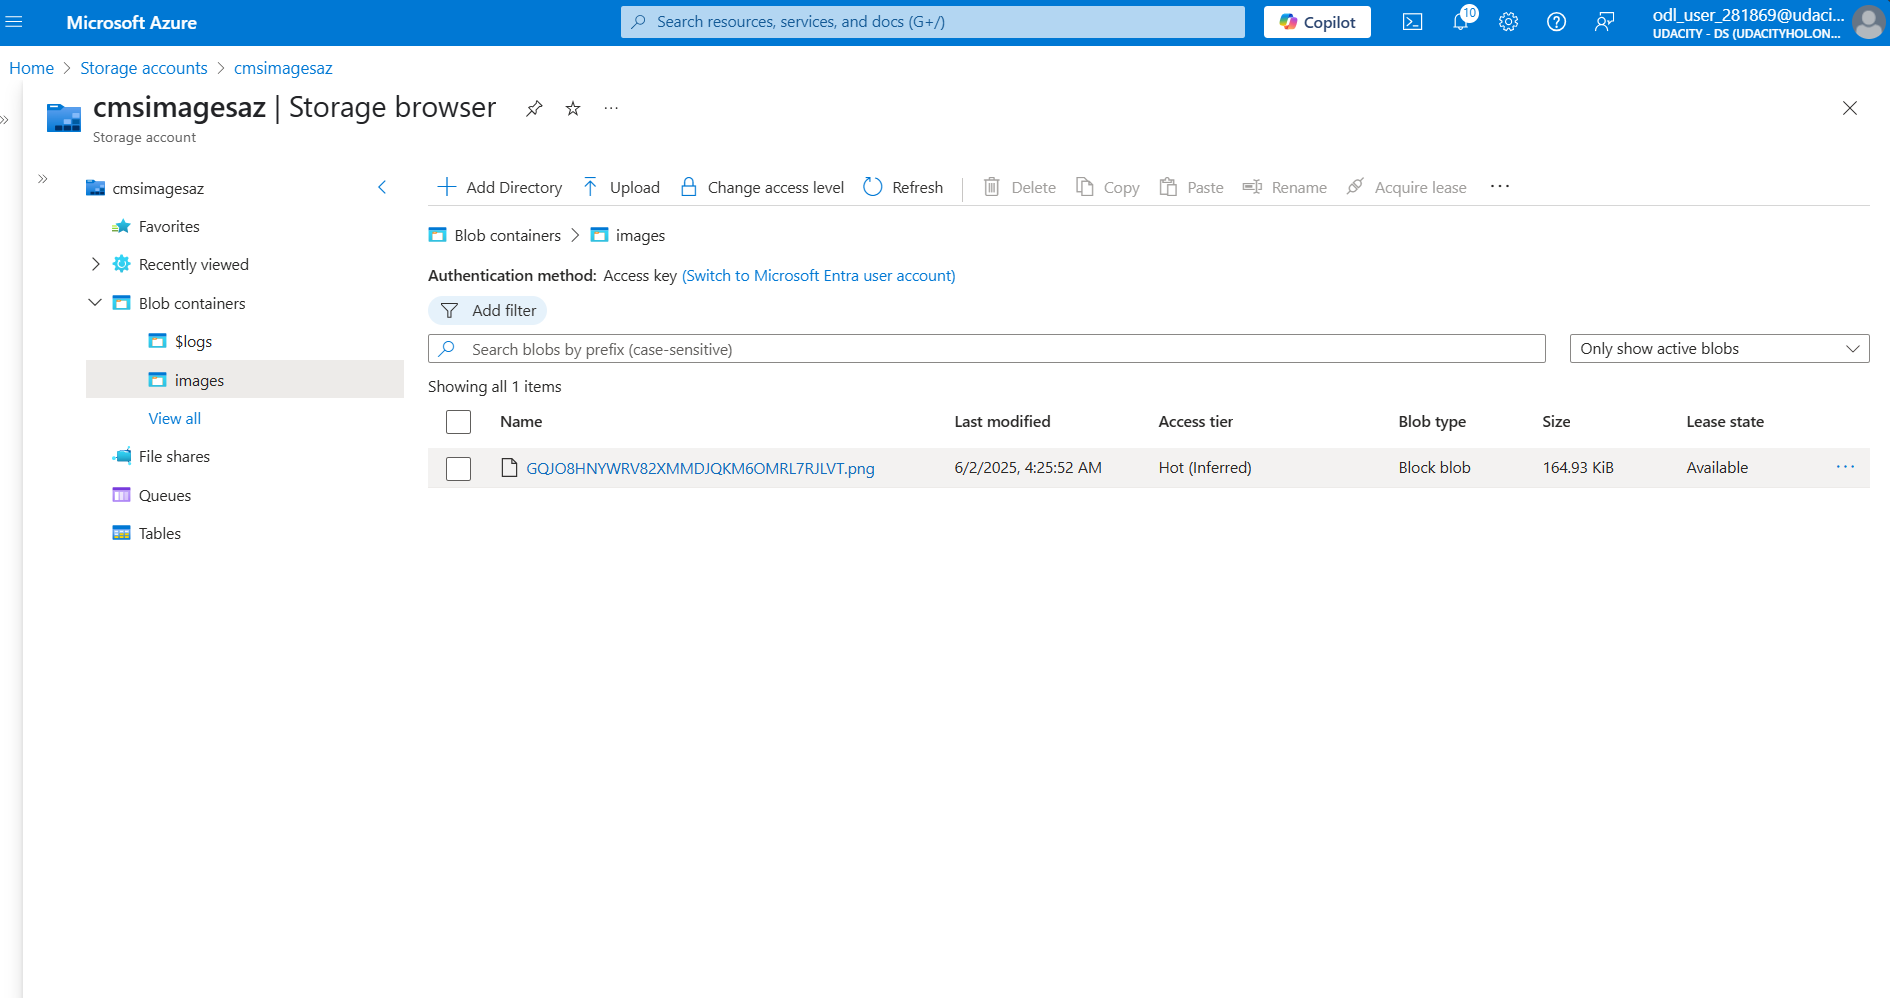 Microsoft Azure
Search resources, services, and docs (G+/)
Copilot
10
odl_user_281869@udaci...
UDACITY - DS (UDACITYHOL.ON...
Home > Storage accounts > cmsimagesaz
cmsimagesaz | Storage browser
Storage account
cmsimagesaz
Favorites
Recently viewed
Blob containers
$logs
images
View all
File shares
Queues
Tables
Add Directory Upload Change access level Refresh Delete Copy Paste Rename Acquire lease
Blob containers > images
Authentication method: Access key (Switch to Microsoft Entra user account)
Add filter
Search blobs by prefix (case-sensitive)
Only show active blobs
Showing all 1 items
Name Last modified Access tier Blob type Size Lease state
GQJO8HNYWRV82XMMDJQKM6OMRL7RJLVT.png 6/2/2025, 4:25:52 AM Hot (Inferred) Block blob 164.93 KiB Available